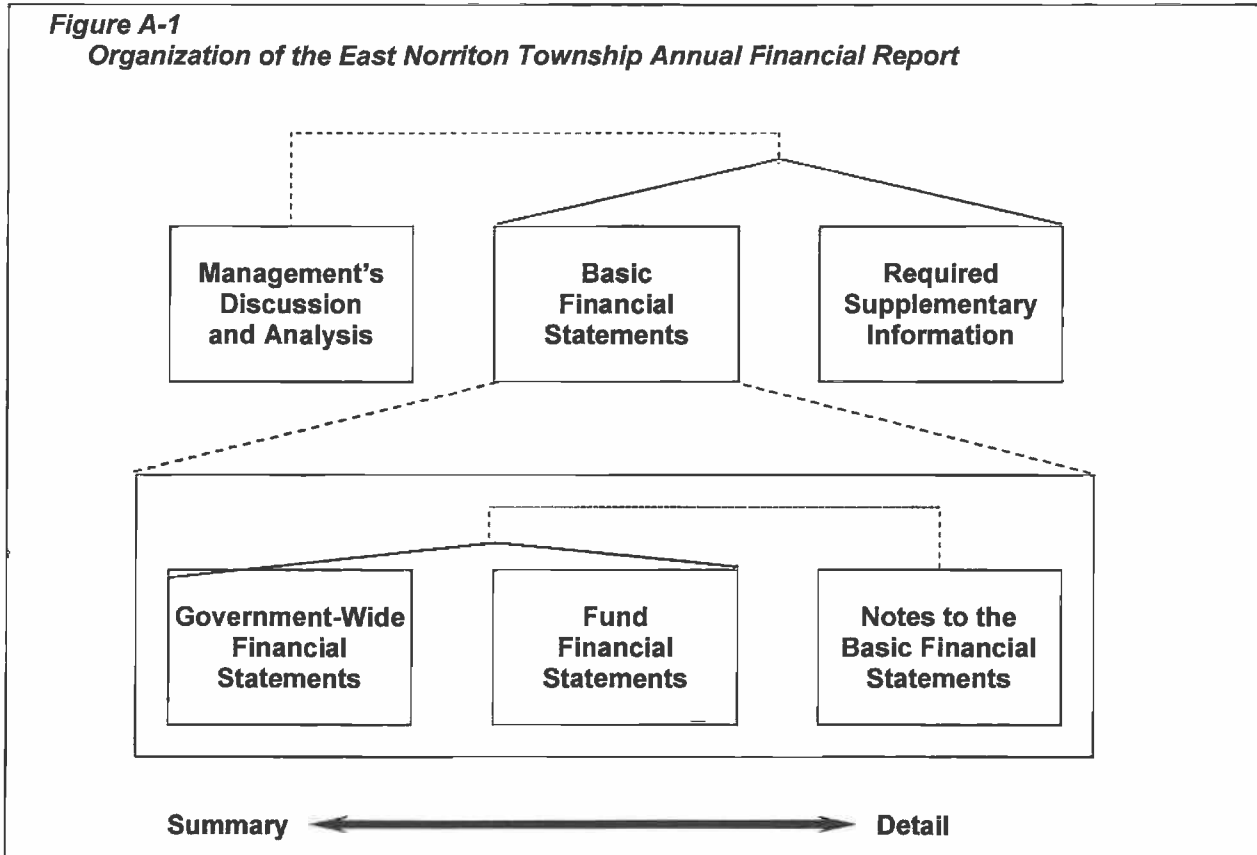 Figure A-1
Organization of the East Norriton Township Annual Financial Report
Management's
Discussion
and Analysis
Basic
Financial
Statements
Required
Supplementary
Information
Government-Wide
Financial
Statements
Fund
Financial
Statements
Notes to the
Basic Financial
Statements
Summary
Detail